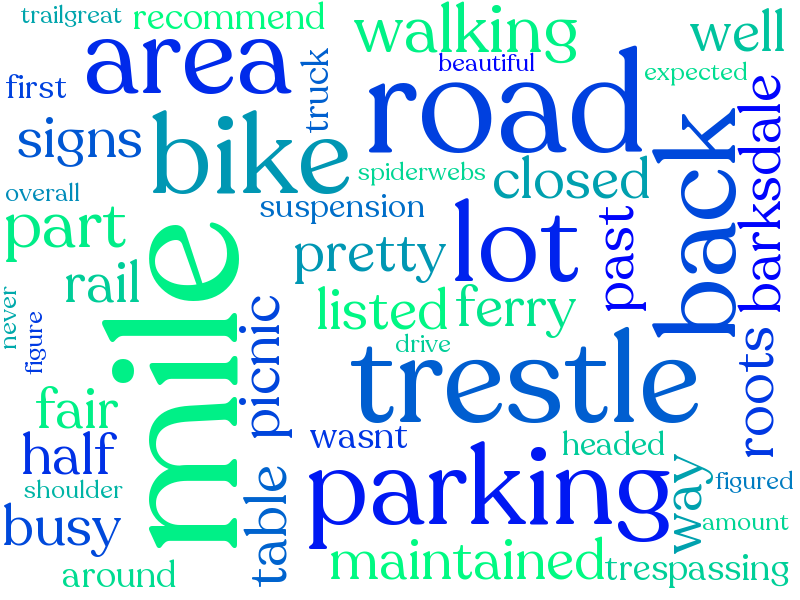 trailgreat
recommend
walking
well
area
truck
beautiful
expected
first
road
signs
bike
spiderwebs
closed
back
barksdale
overall
suspension
part
pretty
lot
past
rail
mile
never
figure
picnic
listed
ferry
drive
trestle
roots
fair
half
wasnt
headed
shoulder
table
parking
way
figured
busy
amount
around
maintained
trespassing